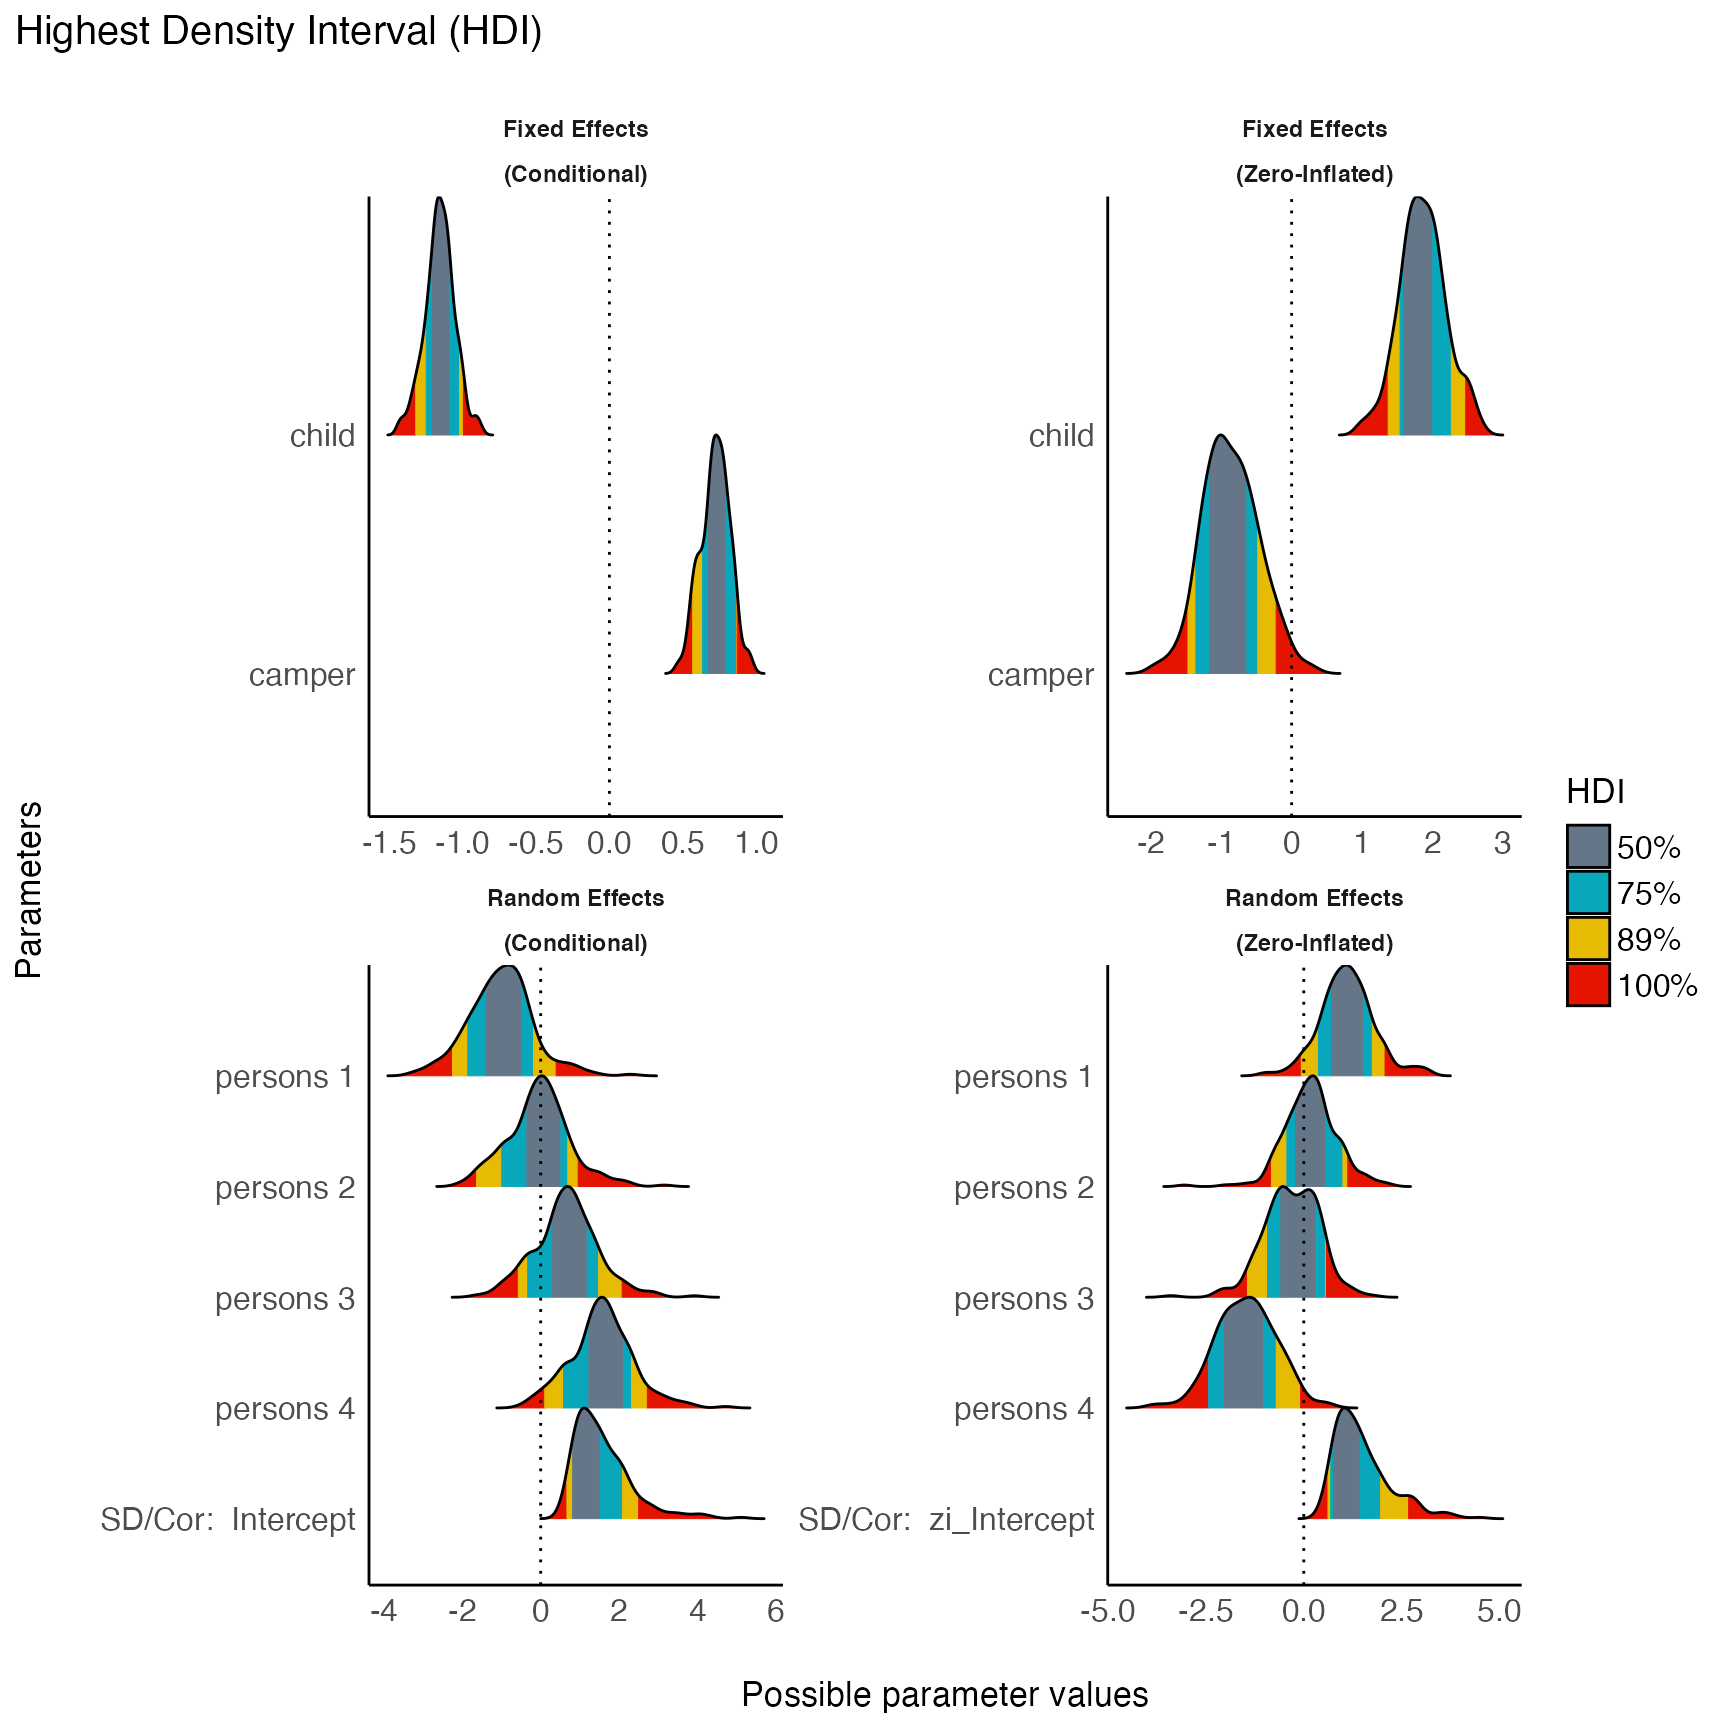 Highest Density Interval (HDI)
Fixed Effects
(Conditional)
child
camper
-1.5 -1.0 -0.5 0.0 0.5 1.0
Fixed Effects
(Zero-Inflated)
child
camper
-2 -1 0 1 2 3
Random Effects
(Conditional)
persons 1
persons 2
persons 3
persons 4
SD/Cor: Intercept
-4 -2 0 2 4 6
Random Effects
(Zero-Inflated)
persons 1
persons 2
persons 3
persons 4
SD/Cor: zi_Intercept
-5.0 -2.5 0.0 2.5 5.0
Parameters
Possible parameter values
HDI
50%
75%
89%
100%